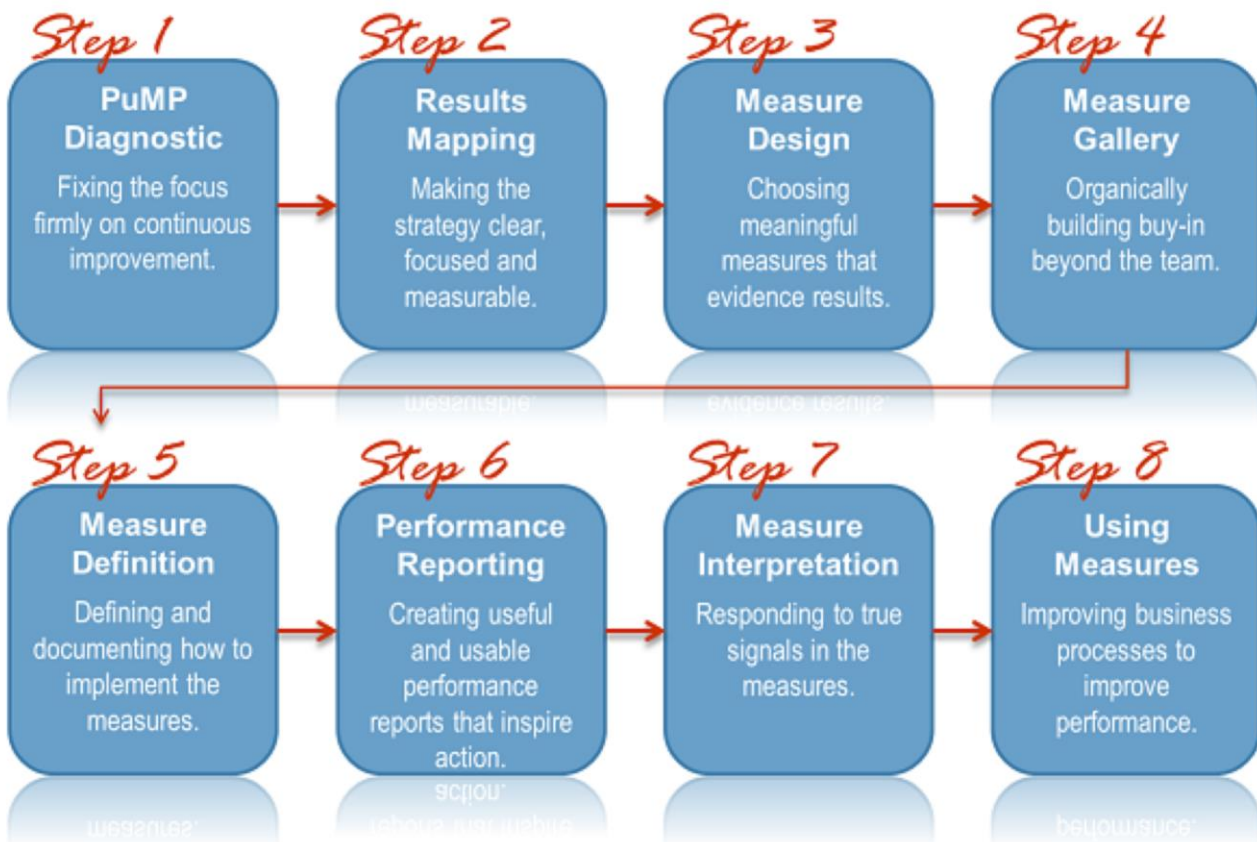 Step 1
PuMP
Diagnostic
Fixing the focus
firmly on continuous
improvement.
Step 2
Results
Mapping
Making the
strategy clear,
focused and
measurable.
Step 3
Measure
Design
Choosing
meaningful
measures that
evidence results.
Step 4
Measure
Gallery
Organically
building buy-in
beyond the team.
Step 5
Measure
Definition
Defining and
documenting how to
implement the
measures.
Step 6
Performance
Reporting
Creating useful
and usable
performance
reports that inspire
action.
Step 7
Measure
Interpretation
Responding to true
signals in the
measures.
Step 8
Using
Measures
Improving business
processes to
improve
performance.